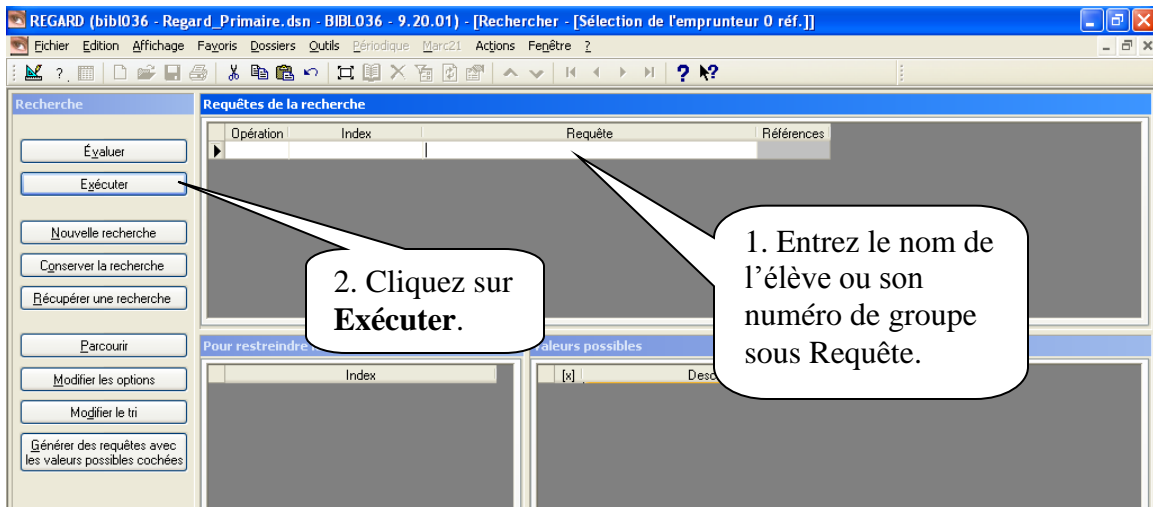 REGARD (bibl036 - Regard_Primaire.dsn - BIBL036 - 9.20.01) - [Rechercher - [Sélection de l'emprunteur 0 réf.]]
Fichier Edition Affichage Favoris Dossiers Outils Périodique Marc21 Actions Fenêtre ?
Recherche
Requêtes de la recherche
Opération Index Requête Références
Évaluer
Exécuter
Nouvelle recherche
Conserver la recherche
Récupérer une recherche
1. Entrez le nom de
l'élève ou son
numéro de groupe
sous Requête.
2. Cliquez sur
Exécuter.
Parcourir
Modifier les options
Modifier le tri
Générer des requêtes avec
les valeurs possibles cochées
Pour restreindre
Index
valeurs possibles
[x] Desc